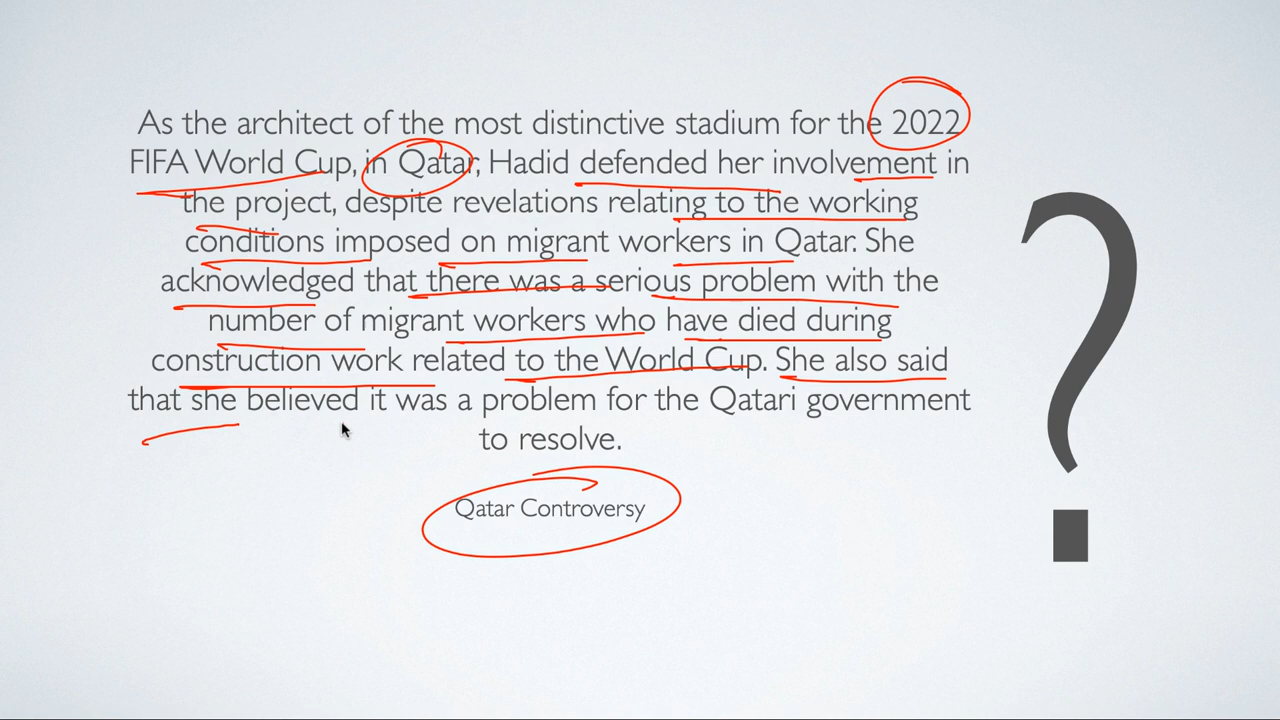 As the architect of the most distinctive stadium for the 2022
FIFA World Cup, in Qatar, Hadid defended her involvement in
the project, despite revelations relating to the working
conditions imposed on migrant workers in Qatar. She
acknowledged that there was a serious problem with the
number of migrant workers who have died during
construction work related to the World Cup. She also said
that she believed it was a problem for the Qatari government
to resolve.
Qatar Controversy
?